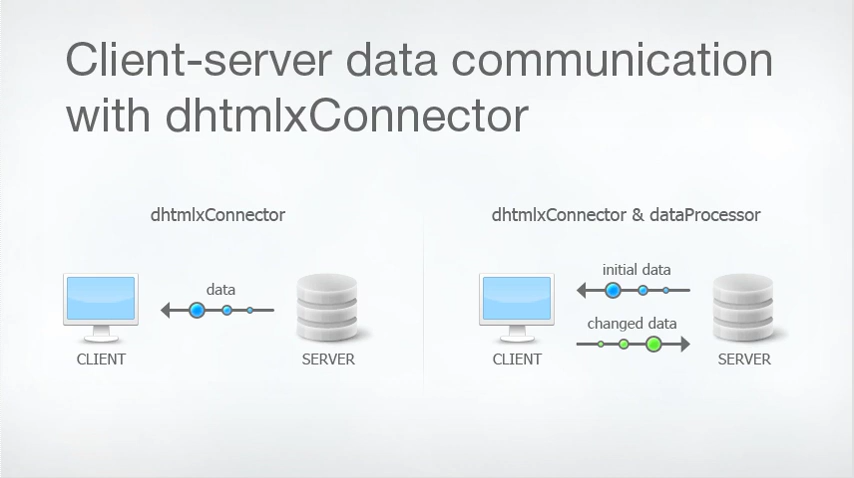 Client-server data communication
with dhtmlxConnector
dhtmlxConnector
data
CLIENT
SERVER
dhtmlxConnector & dataProcessor
initial data
changed data
CLIENT
SERVER